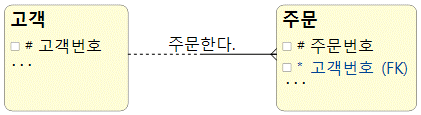 고객
# 고객번호
...
주문한다.
주문
# 주문번호
* 고객번호 (FK)
...